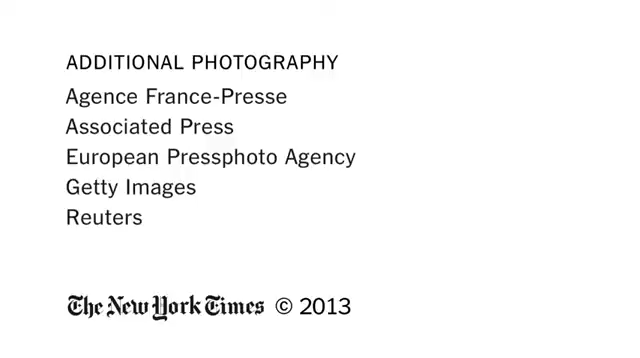 ADDITIONAL PHOTOGRAPHY
Agence France-Presse
Associated Press
European Pressphoto Agency
Getty Images
Reuters
The New York Times © 2013